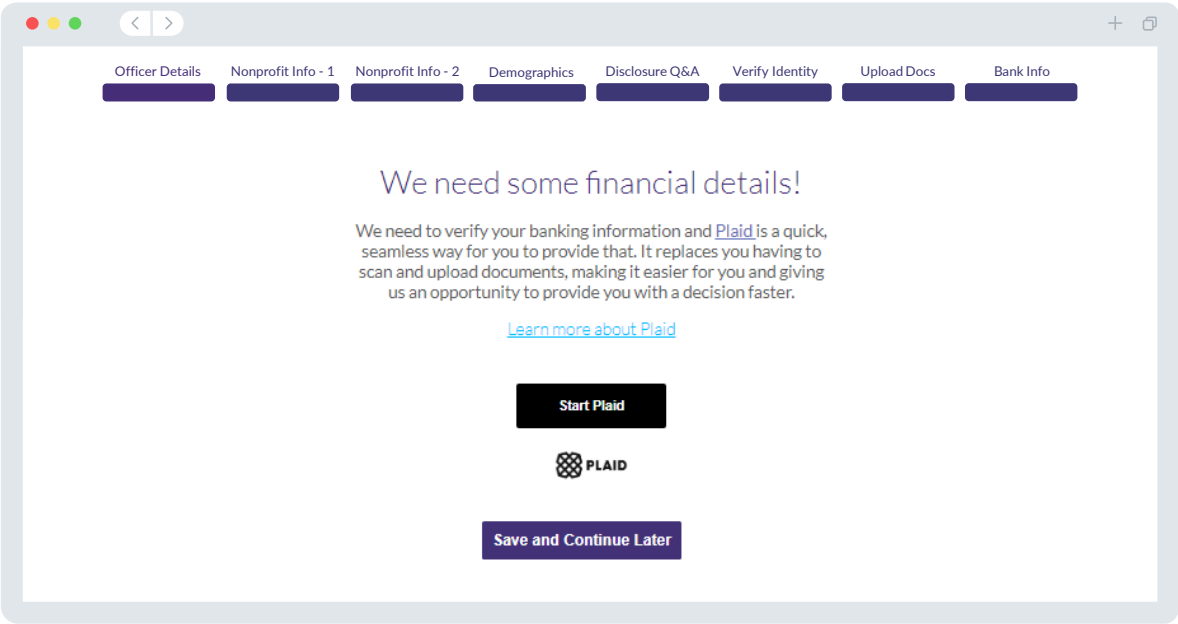 Officer Details Nonprofit Info - 1 Nonprofit Info - 2 Demographics Disclosure Q&A Verify Identity Upload Docs Bank Info
We need some financial details!
We need to verify your banking information and Plaid is a quick,
seamless way for you to provide that. It replaces you having to
scan and upload documents, making it easier for you and giving
us an opportunity to provide you with a decision faster.
Learn more about Plaid
Start Plaid
PLAID
Save and Continue Later